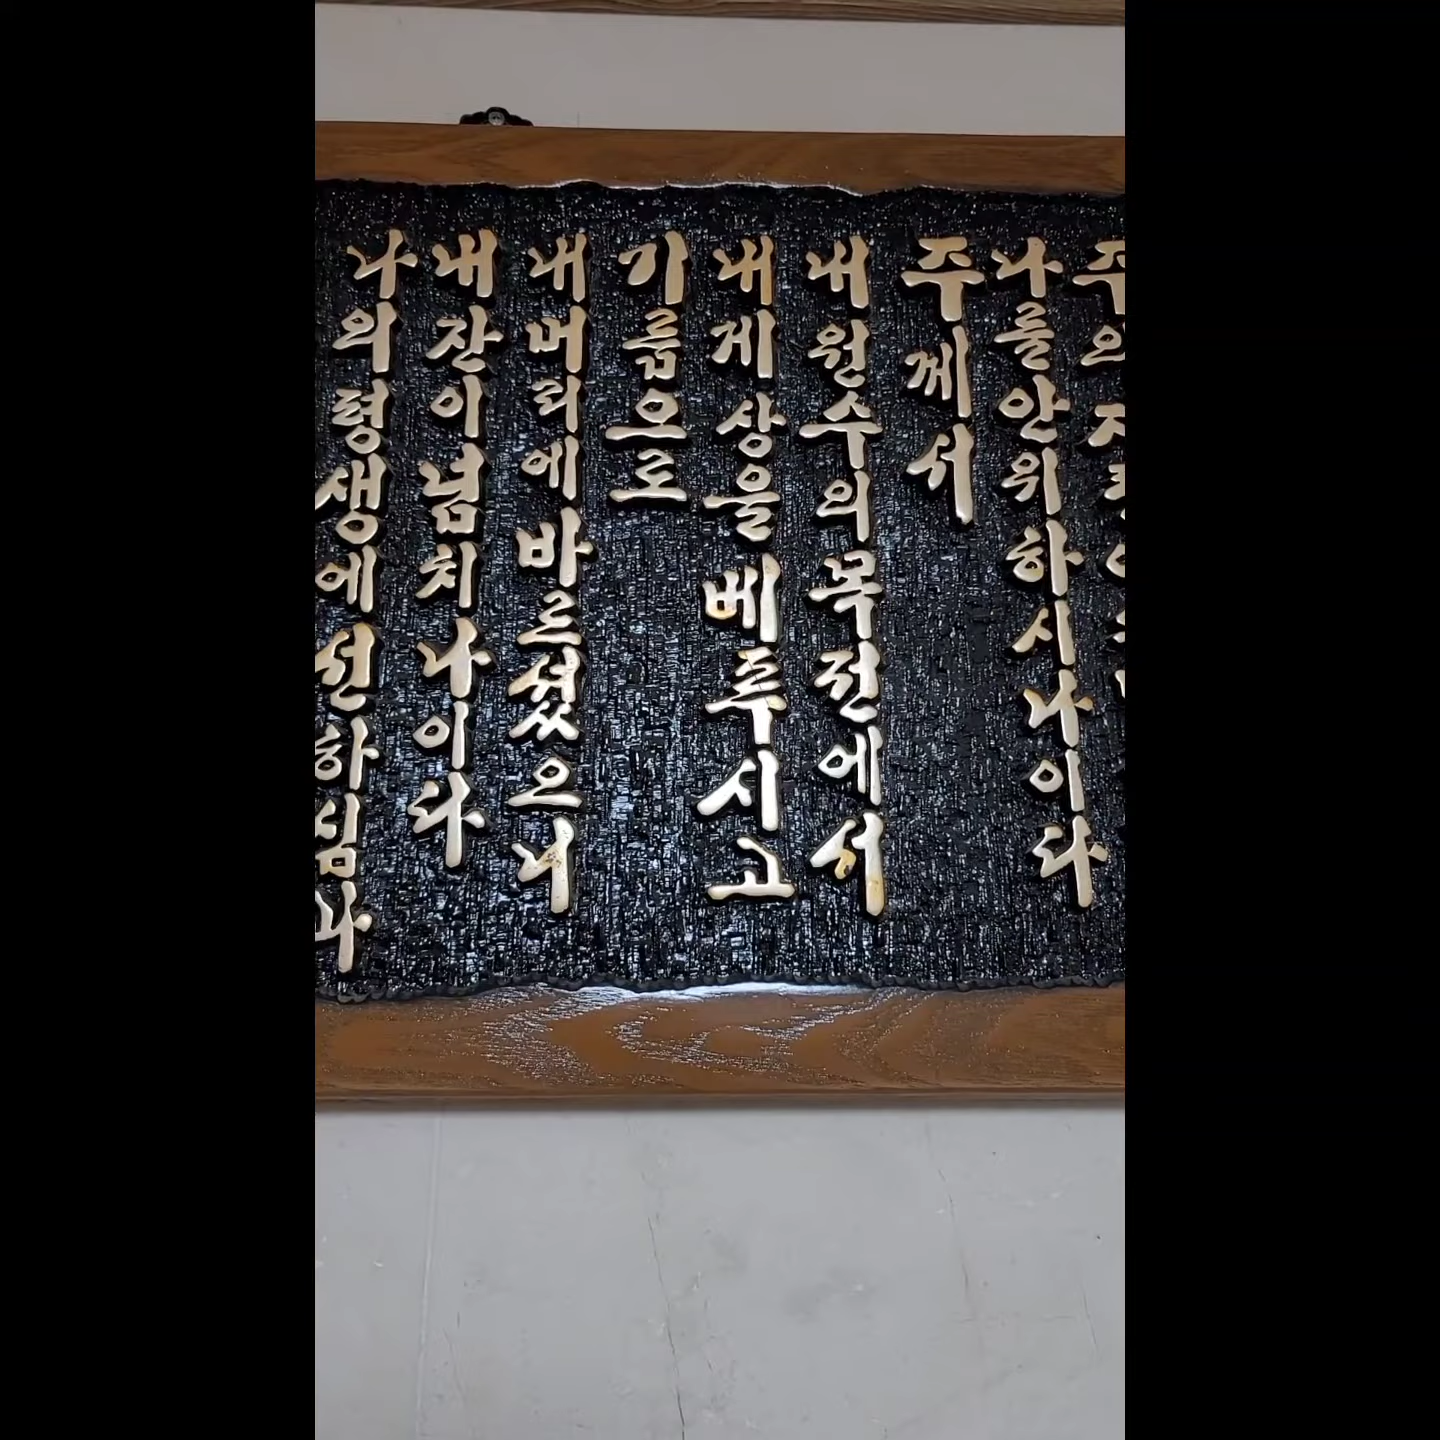 주의
나를 안위하시나이다
주께서
내 원수의 목전에서
내게 상을 베푸시고
기름으로
내 머리에 바르셨으니
내 잔이 넘치나이다
나의 평생에 선하심과